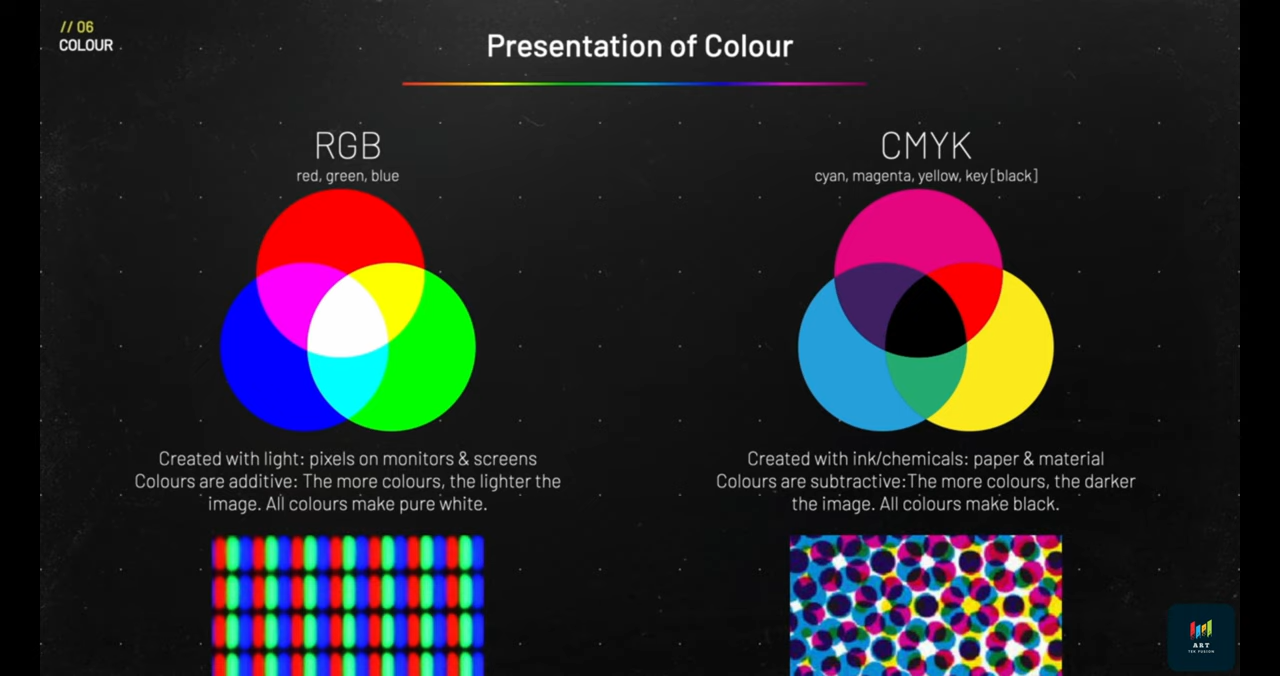 // 06
COLOUR
Presentation of Colour
RGB
red, green, blue
CMYK
cyan, magenta, yellow, key[black]
Created with light: pixels on monitors & screens
Colours are additive: The more colours, the lighter the
image. All colours make pure white.
Created with ink/chemicals: paper & material
Colours are subtractive:The more colours, the darker
the image. All colours make black.
ART
TEK FUSION